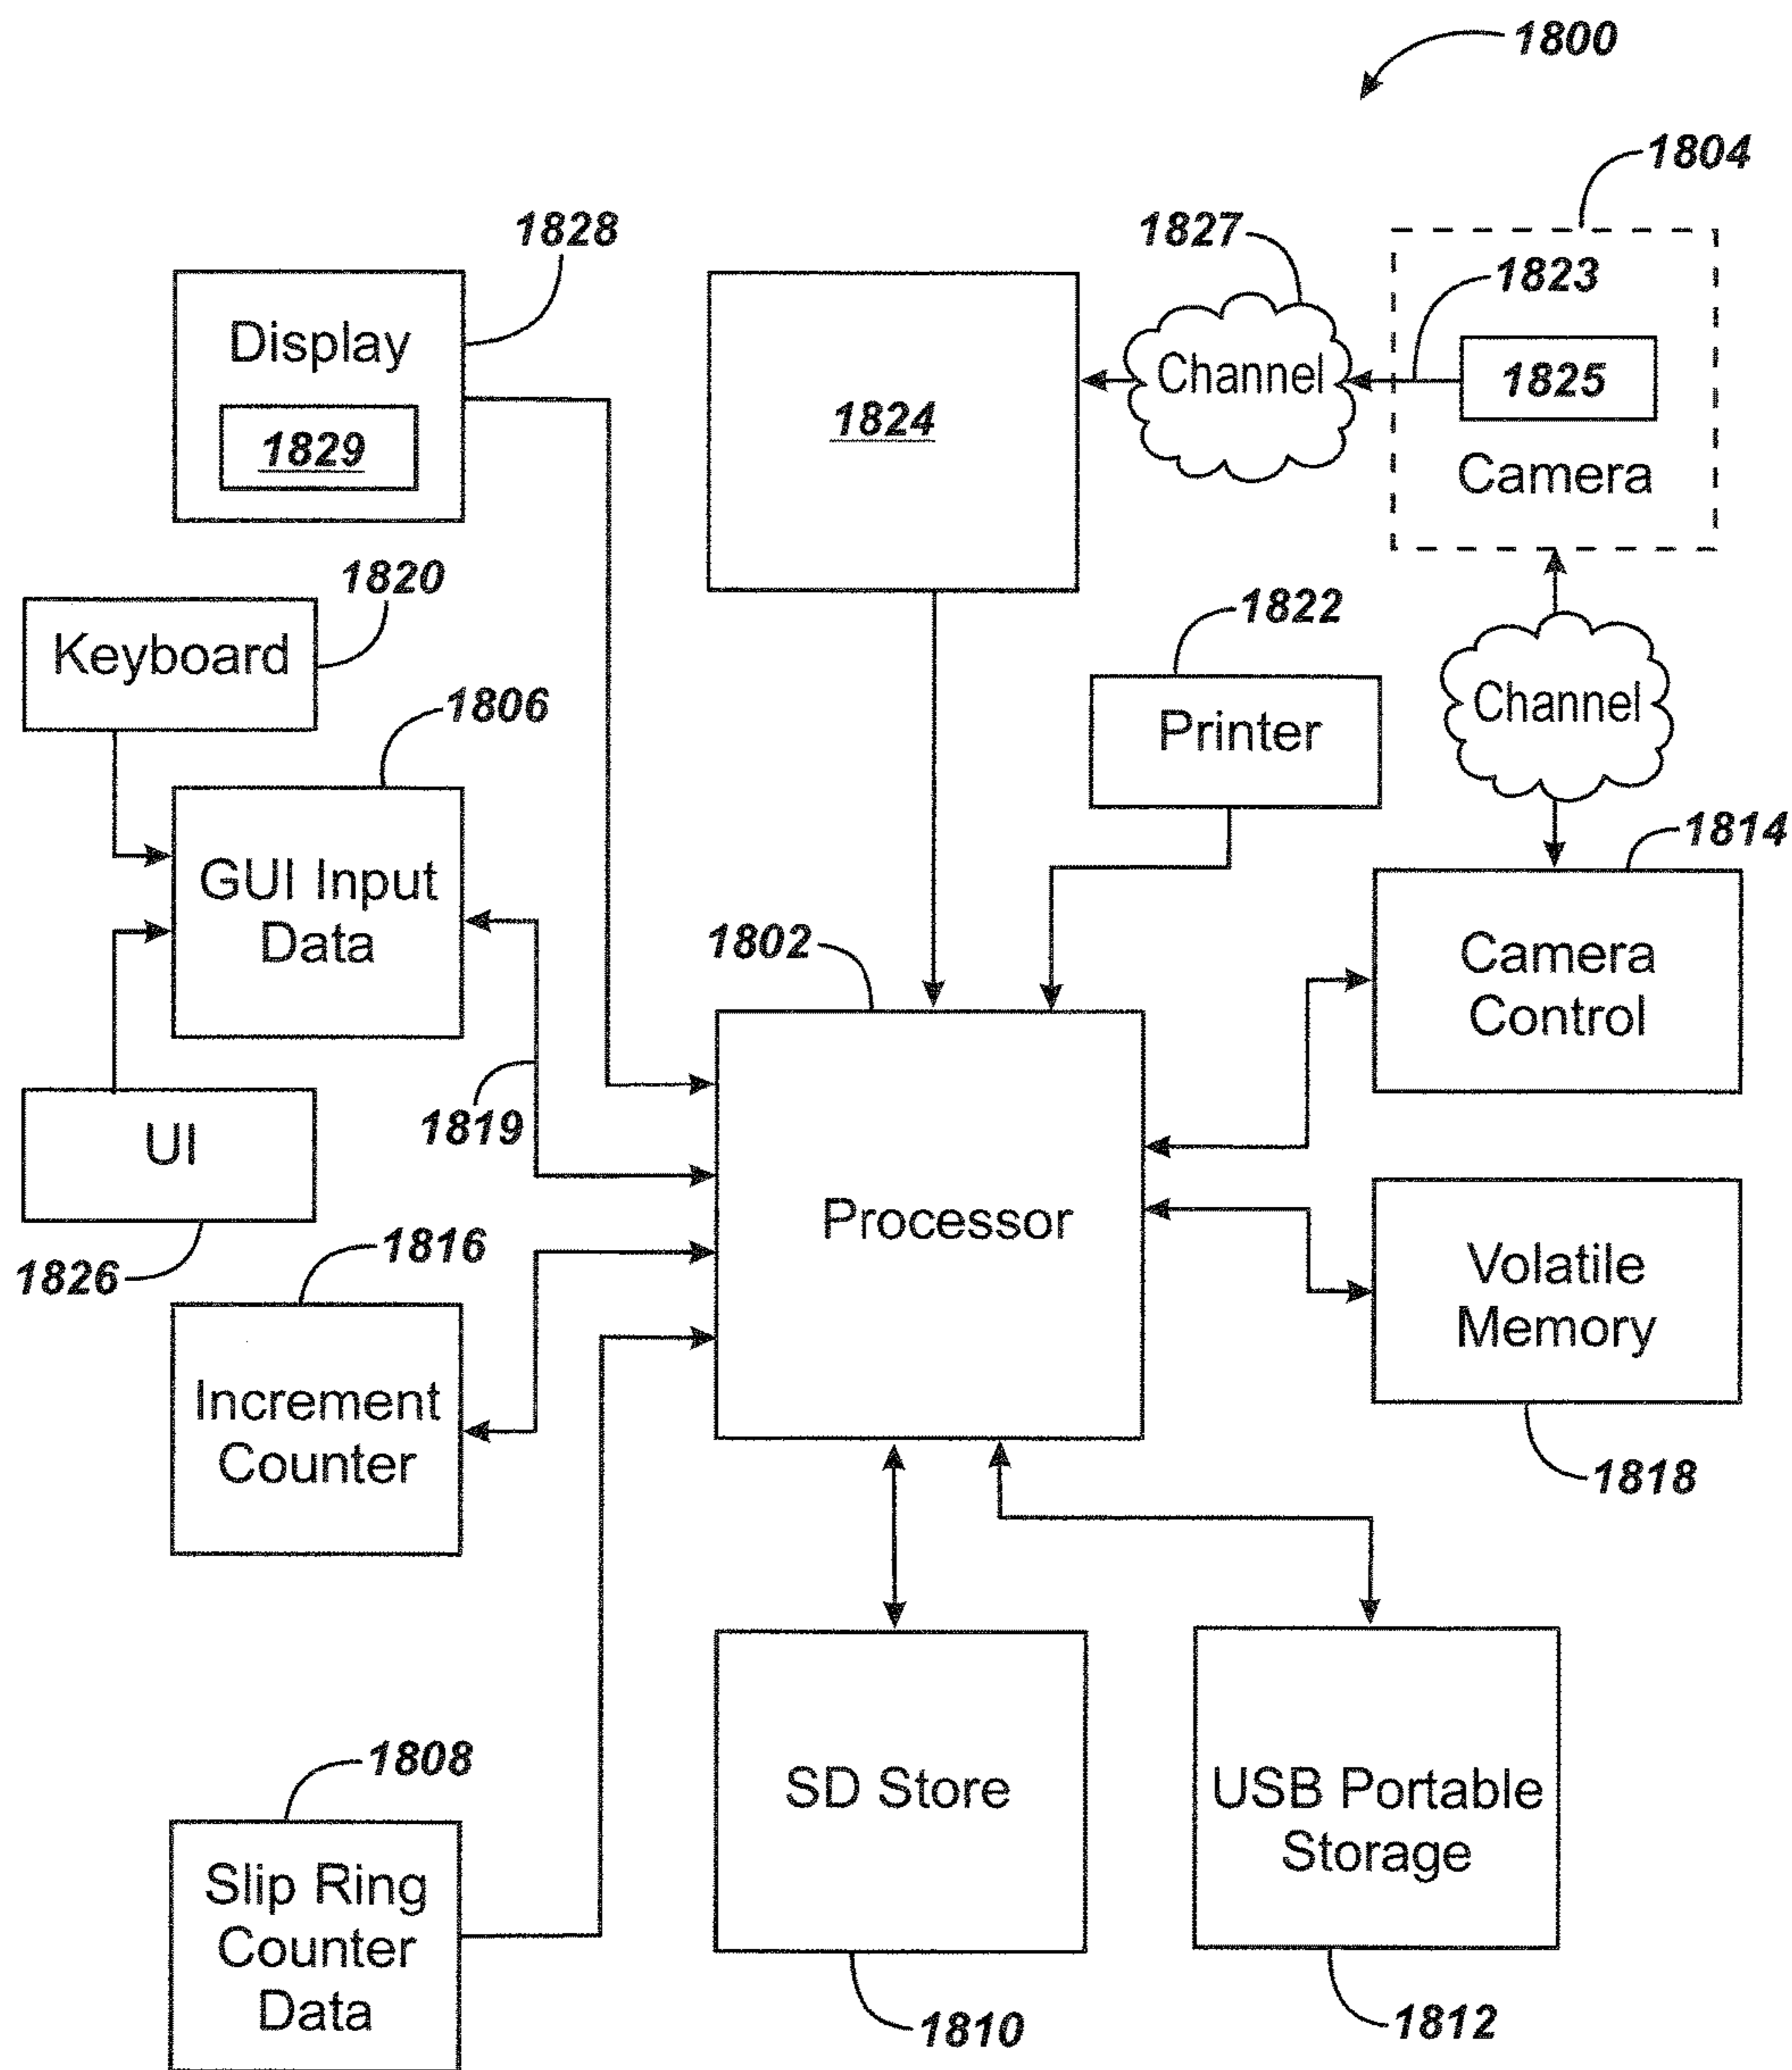 1800
1804
1828
1827
1823
Display
Channel
1825
1824
1829
Camera
1820
1822
Keyboard
1806
Channel
Printer
1814
GUI Input
Data
1802
Camera
Control
1819
UI
Processor
1816
1826
Volatile
Memory
Increment
Counter
1818
1808
SD Store
USB Portable
Storage
Slip Ring
Counter
Data
1810
1812